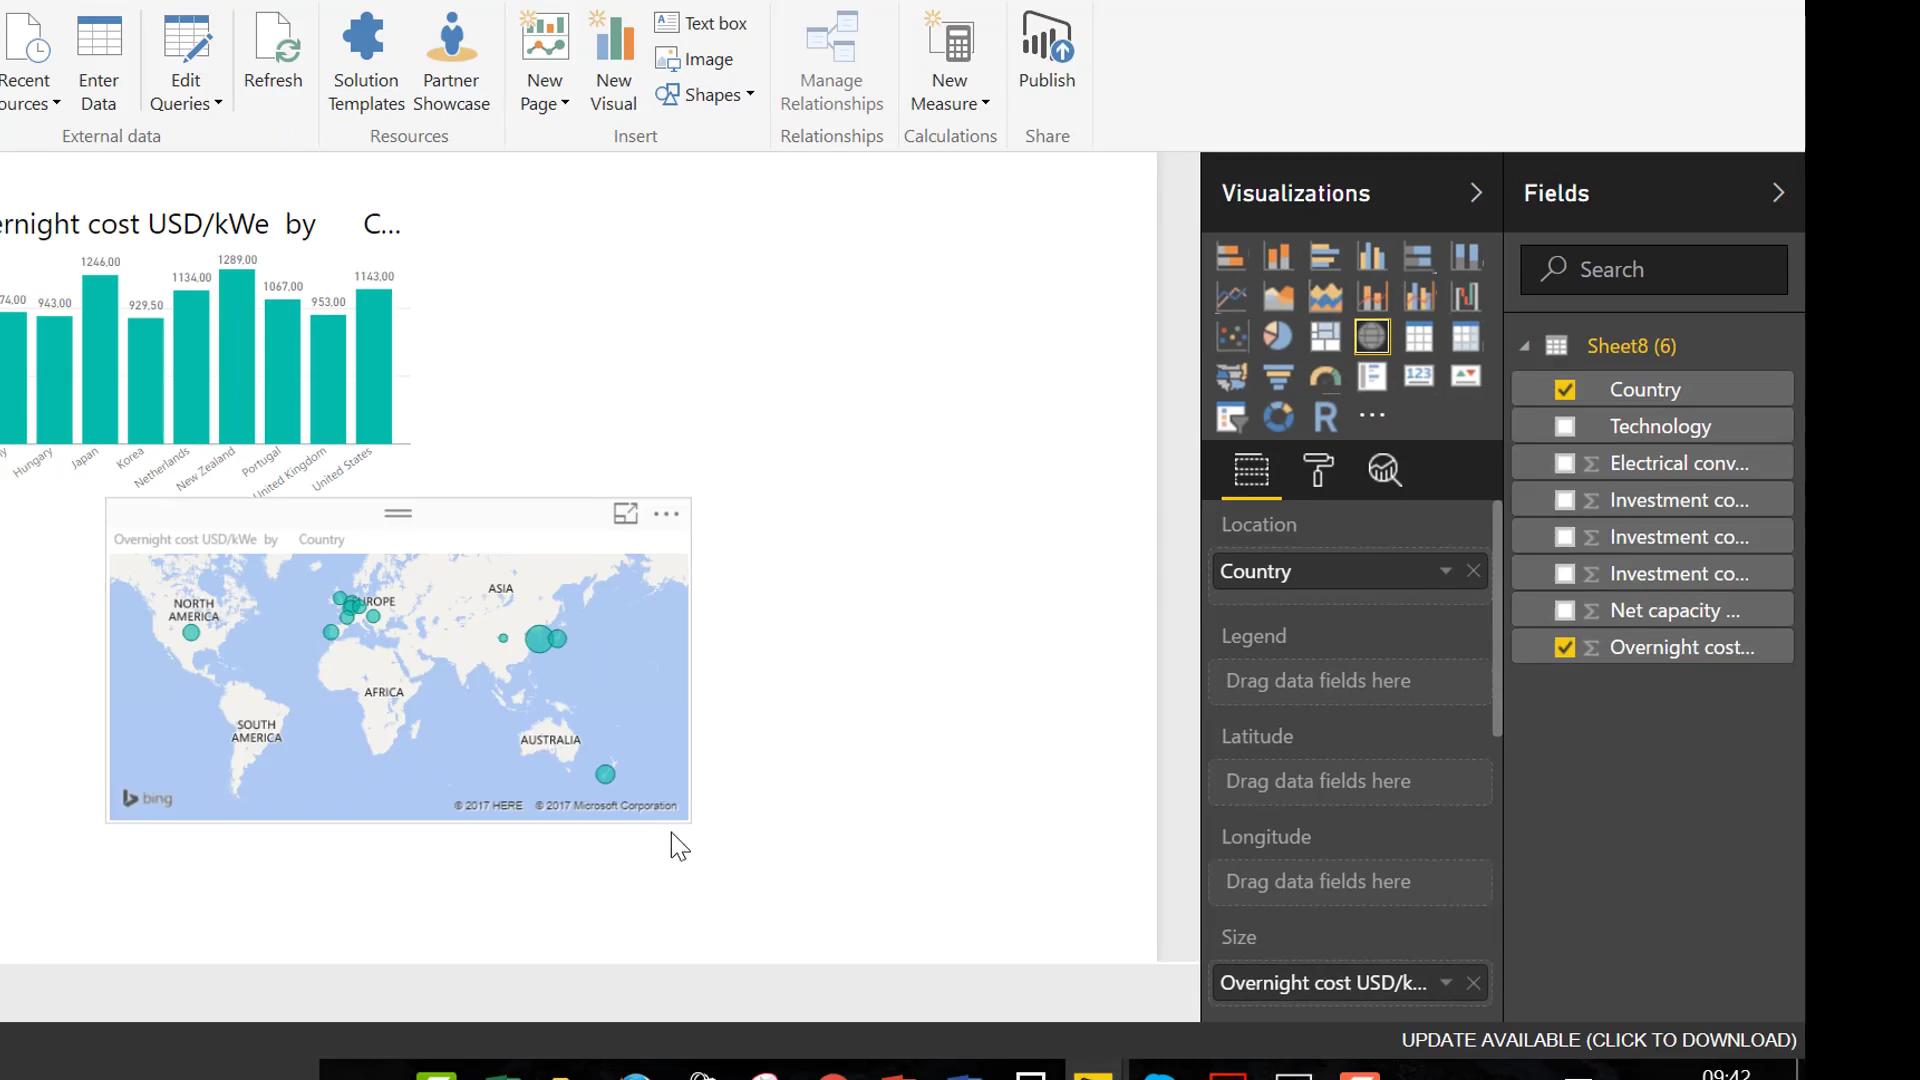 Recent
ources
Enter
Data
Edit
Queries
Refresh
External data
Solution
Templates
Partner
Showcase
Resources
New
Page
New
Visual
Text box
Image
Shapes
Insert
Manage
Relationships
Relationships
New
Measure
Calculations
Publish
Share
ernight cost USD/kWe by C...
74,00
943,00
1246,00
929,50
1134,00
1289,00
1067,00
953,00
1143,00
y
Hungary
Japan
Korea
Netherlands
New Zealand
Portugal
United Kingdom
United States
Overnight cost USD/kWe by Country
NORTH
AMERICA
UROPE
ASIA
AFRICA
SOUTH
AMERICA
AUSTRALIA
bing
© 2017 HERE © 2017 Microsoft Corporation
Visualizations
123
R
Location
Country
Legend
Drag data fields here
Latitude
Drag data fields here
Longitude
Drag data fields here
Size
Overnight cost USD/k...
Fields
Search
Sheet8 (6)
Country
Technology
Electrical conv...
Investment co...
Investment co...
Investment co...
Net capacity ...
Overnight cost...
UPDATE AVAILABLE (CLICK TO DOWNLOAD)
09:42